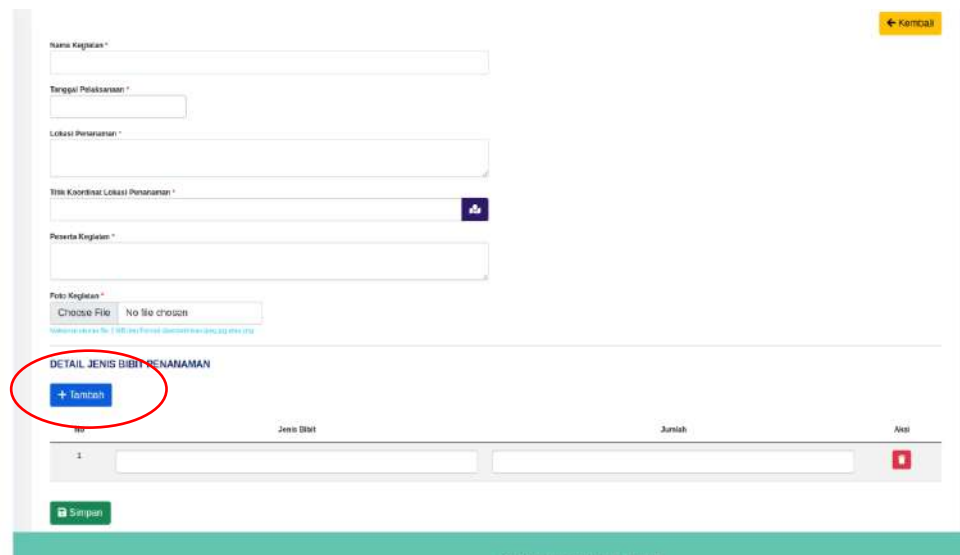 Kembali
Nama Kegiatan *
Tanggal Pelaksanaan *
Lokasi Penanaman *
Titik Koordinat Lokasi Penanaman *
Peserta Kegiatan *
Foto Kegiatan *
Choose File No file chosen
DETAIL JENIS BIBIT PENANAMAN
+ Tambah
No Jenis Bibit Jumlah Aksi
1
Simpan